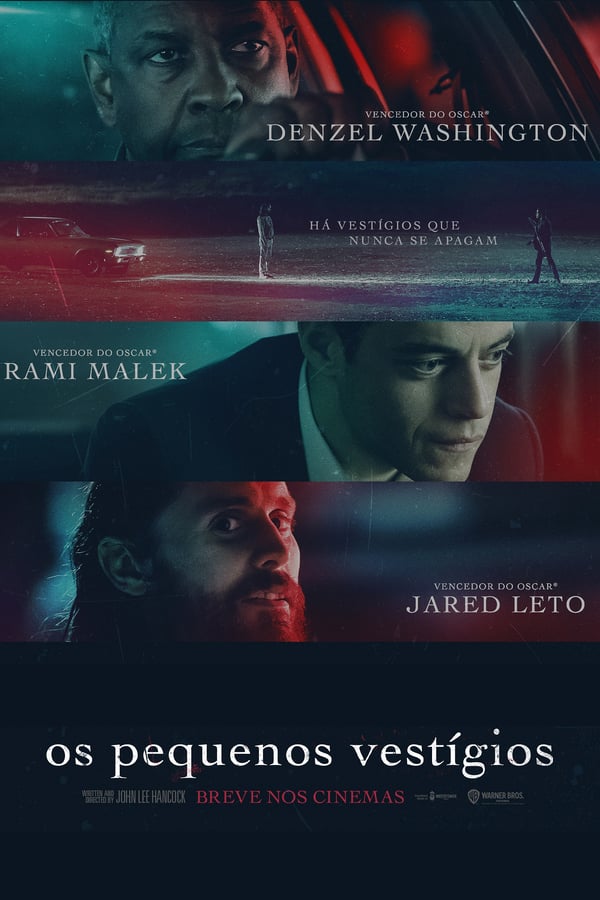 VENCEDOR DO OSCAR®
DENZEL WASHINGTON
HÁ VESTÍGIOS QUE
NUNCA SE APAGAM
VENCEDOR DO OSCAR®
RAMI MALEK
VENCEDOR DO OSCAR®
JARED LETO
os pequenos vestígios
WRITTEN AND
DIRECTED BY JOHN LEE HANCOCK BREVE NOS CINEMAS WARNER BROS.